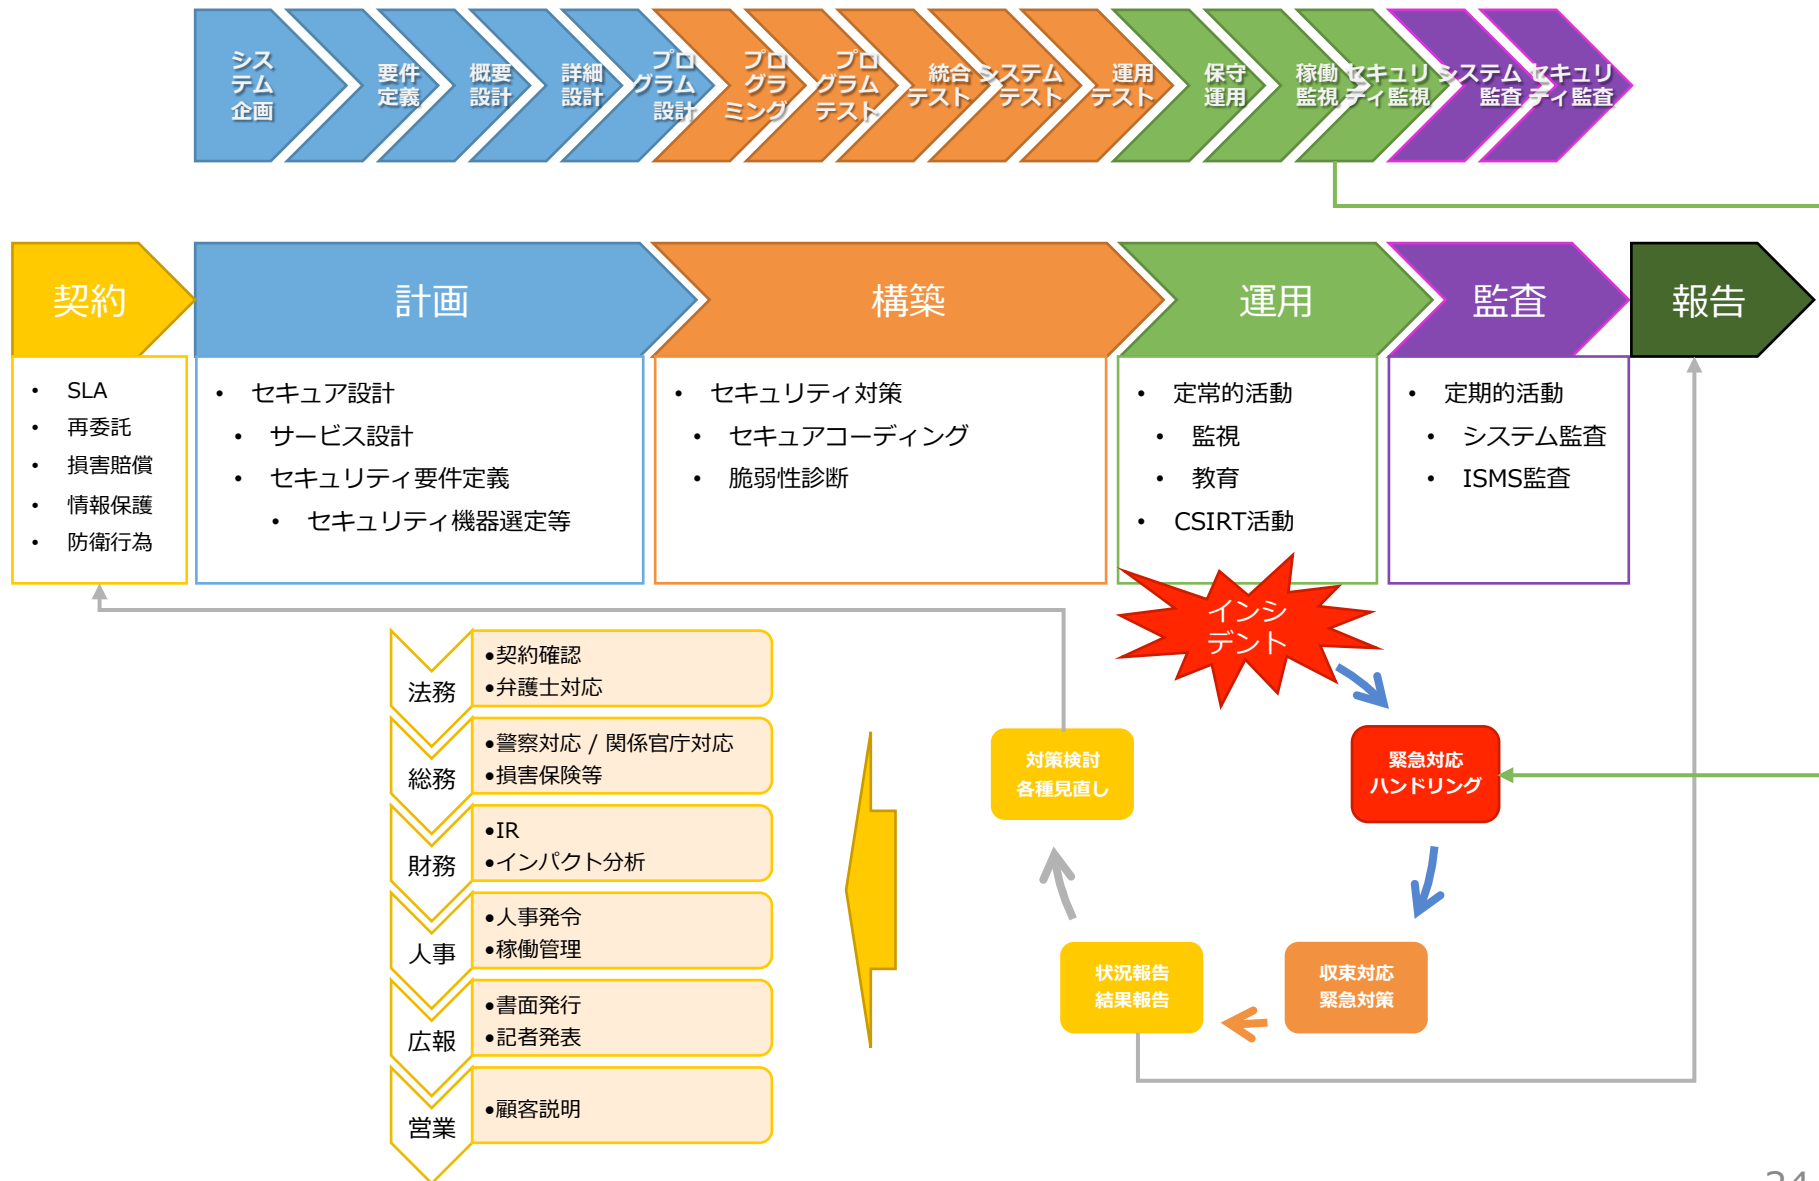 シス
テム
企画
要件
定義
概要
設計
詳細
設計
プロ
グラム
設計
プロ
グラ
ミング
プロ
グラム
テスト
統合
テスト
システム
テスト
運用
テスト
保守
運用
稼働
監視
セキュリ
ティ監視
システム
監査
セキュリ
ティ監査
契約
計画
構築
運用
監査
報告
• SLA
• 再委託
• 損害賠償
• 情報保護
• 防衛行為
• セキュア設計
• サービス設計
• セキュリティ要件定義
• セキュリティ機器選定等
• セキュリティ対策
• セキュアコーディング
• 脆弱性診断
• 定常的活動
• 監視
• 教育
• CSIRT活動
• 定期的活動
• システム監査
• ISMS監査
インシ
デント
緊急対応
ハンドリング
収束対応
緊急対策
状況報告
結果報告
対策検討
各種見直し
法務
•契約確認
•弁護士対応
総務
•警察対応 / 関係官庁対応
•損害保険等
財務
•IR
•インパクト分析
人事
•人事発令
•稼働管理
広報
•書面発行
•記者発表
営業
•顧客説明